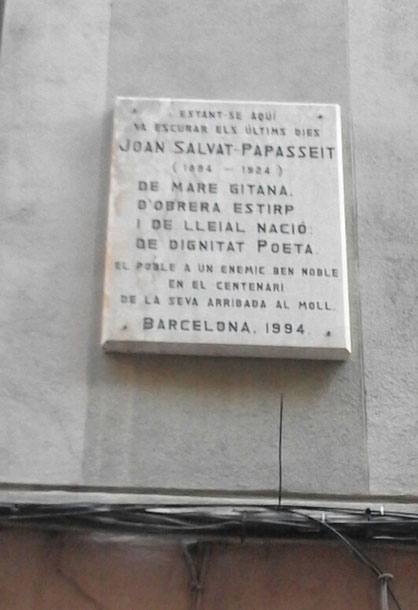 ESTANT-SE AQUÍ
VA ESCURAR ELS ÚLTIMS DIES
JOAN SALVAT-PAPASSEIT
(1894 — 1924)
DE MARE GITANA,
D'OBRERA ESTIRP
I DE LLEIAL NACIÓ:
DE DIGNITAT POETA.
EL POBLE A UN ENEMIC BEN NOBLE
EN EL CENTENARI
DE LA SEVA ARRIBADA AL MOLL.
BARCELONA, 1994.